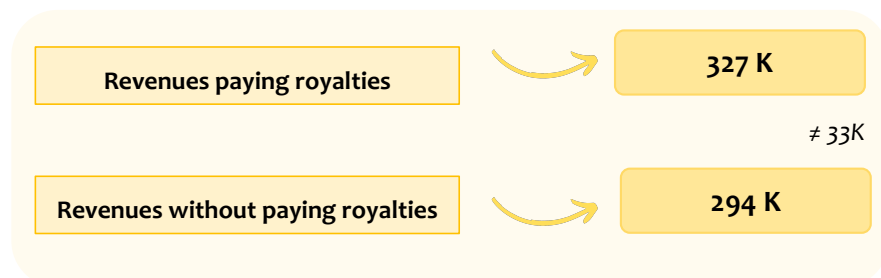 Revenues paying royalties
327 K
≠ 33K
Revenues without paying royalties
294 K